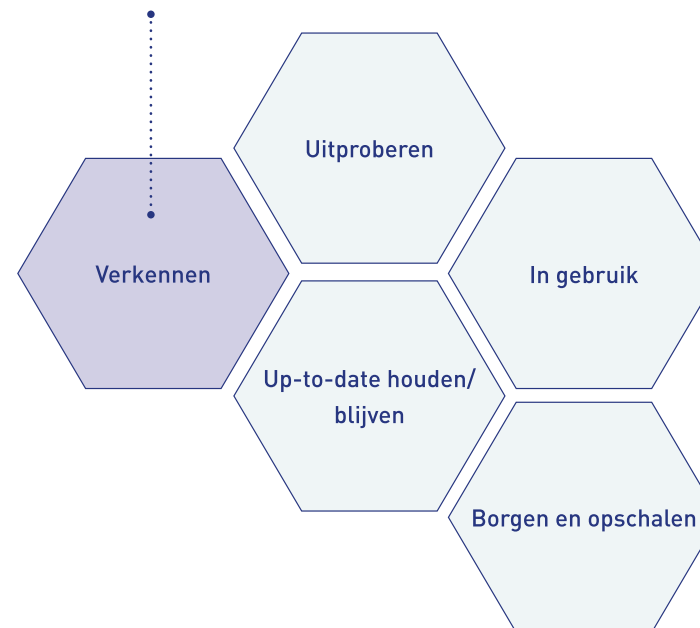 Uitproberen
Verkennen
In gebruik
Up-to-date houden/
blijven
Borgen en opschalen